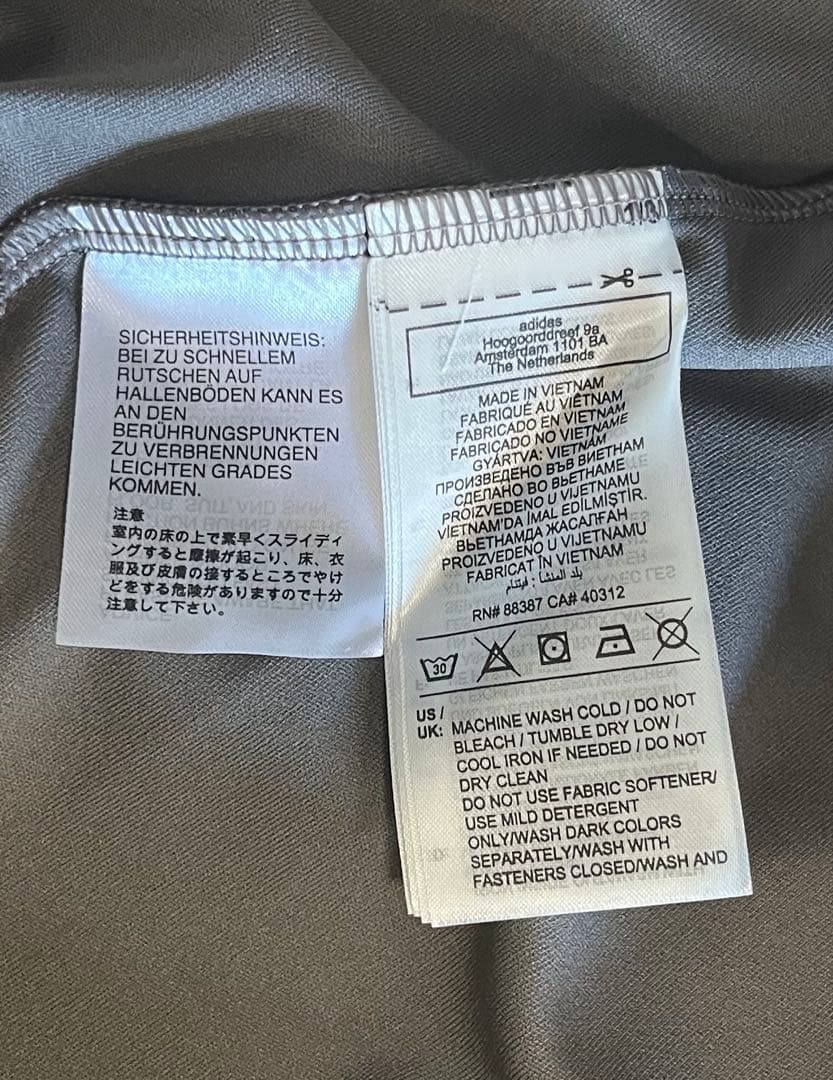 SICHERHEITSHINWEIS:
BEI ZU SCHNELLEM
RUTSCHEN AUF
HALLENBÖDEN KANN ES
AN DEN
BERÜHRUNGSPUNKTEN
ZU VERBRENNUNGEN
LEICHTEN GRADES
KOMMEN.
注意
室内の床の上で素早くスライディ
ングすると摩擦が起こり、床、衣
服及び皮膚の接するところでやけ
どをする危険がありますので十分
注意して下さい。
adidas
Hoogoorddreef 9a
Amsterdam 1101 BA
The Netherlands
MADE IN VIETNAM
FABRIQUÉ AU VIÊTNAM
FABRICADO EN VIETNAM
FABRICADO NO VIETNAME
GYÁRTVA: VIETNÁM
ПРОИЗВЕДЕНО ВЪВ ВИЕТНАМ
СДЕЛАНО ВО ВЬЕТНАМЕ
PROIZVEDENO U VIJETNAMU
VİETNAM'DA İMAL EDİLMİŞTİR.
ВЬЕТНАМДА ЖАСАЛҒАН
PROIZVEDENO U VIJETNAMU
FABRICAT ÎN VIETNAM
بلد المنشأ : فيتنام
RN# 88387 CA# 40312
30
US / UK: MACHINE WASH COLD / DO NOT
BLEACH / TUMBLE DRY LOW /
COOL IRON IF NEEDED / DO NOT
DRY CLEAN
DO NOT USE FABRIC SOFTENER/
USE MILD DETERGENT
ONLY/WASH DARK COLORS
SEPARATELY/WASH WITH
FASTENERS CLOSED/WASH AND